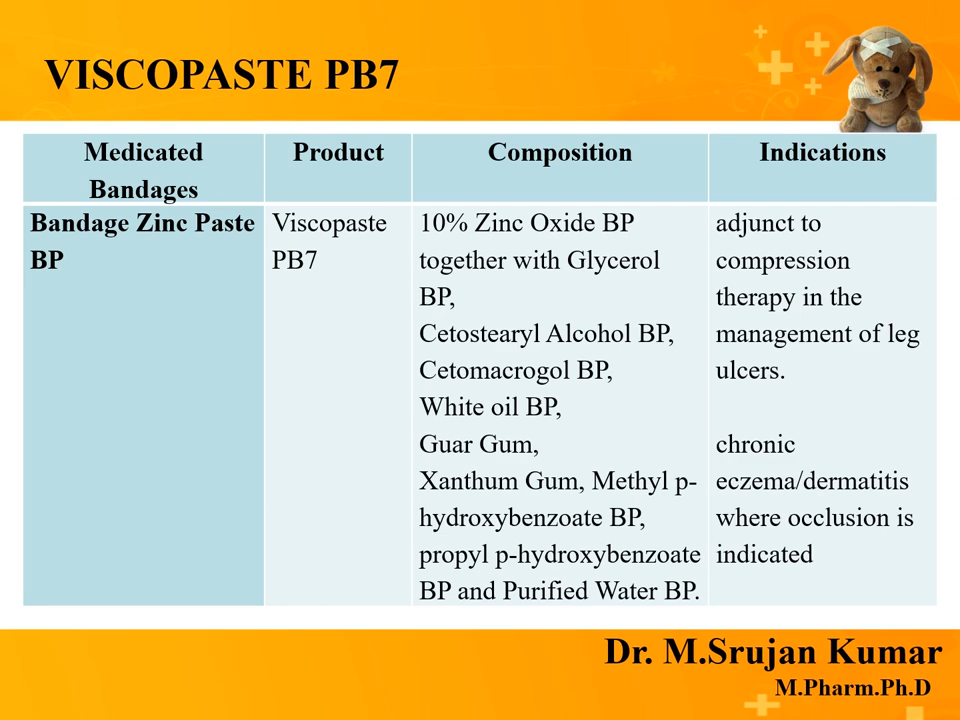 VISCOPASTE PB7
Medicated
Bandages
Product
Composition
Indications
Bandage Zinc Paste
BP
Viscopaste
PB7
10% Zinc Oxide BP
together with Glycerol
BP,
Cetostearyl Alcohol BP,
Cetomacrogol BP,
White oil BP,
Guar Gum,
Xanthum Gum, Methyl p-
hydroxybenzoate BP,
propyl p-hydroxybenzoate
BP and Purified Water BP.
adjunct to
compression
therapy in the
management of leg
ulcers.
chronic
eczema/dermatitis
where occlusion is
indicated
Dr. M.Srujan Kumar
M.Pharm.Ph.D